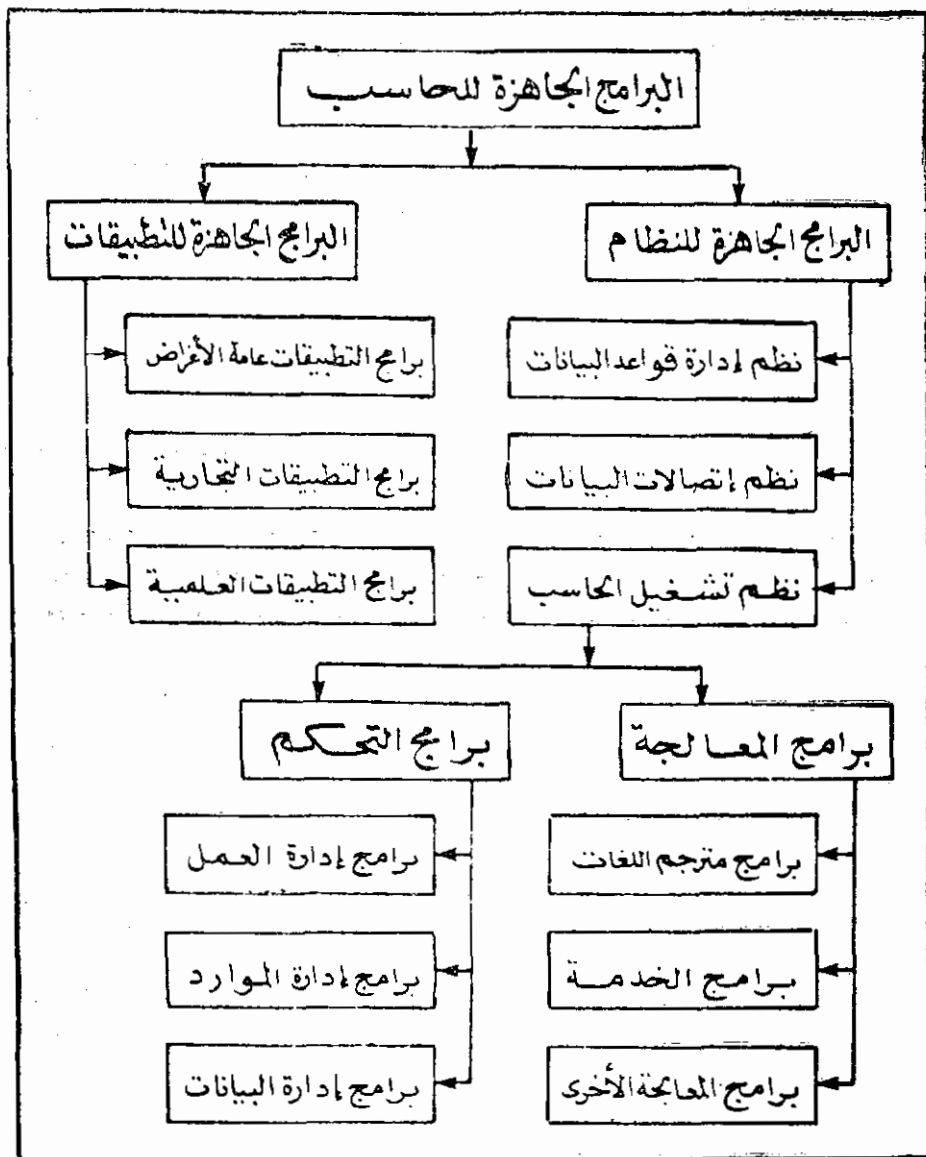 البرامج الجاهزة للحاسب
البرامج الجاهزة للنظام
البرامج الجاهزة للتطبيقات
نظم إدارة قواعد البيانات
برامج التطبيقات عامة الأغراض
نظم إتصالات البيانات
برامج التطبيقات التجارية
نظم تشغيل الحاسب
برامج التطبيقات العلمية
برامج المعالجة
برامج التحكم
برامج مترجم اللغات
برامج إدارة العمل
برامج الخدمة
برامج إدارة الموارد
برامج المعالجة الأخرى
برامج إدارة البيانات